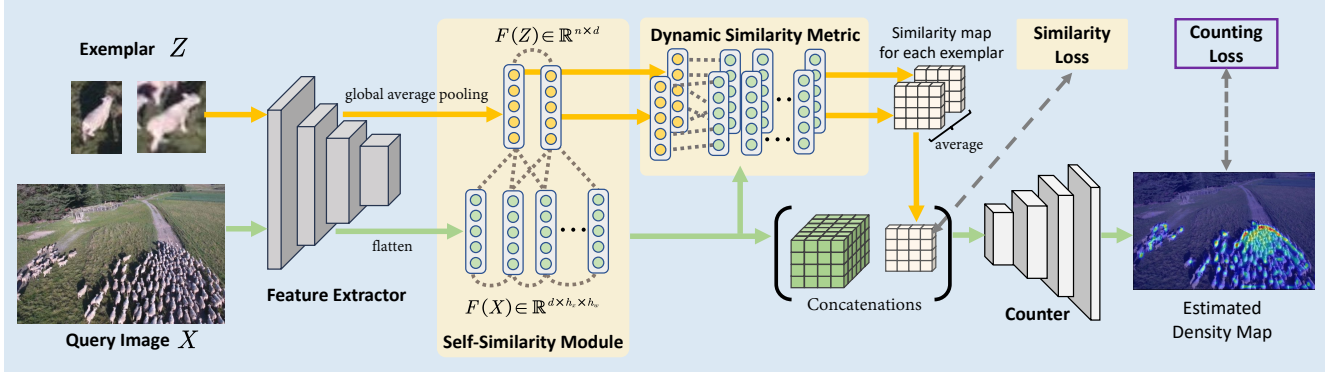 Exemplar Z
global average pooling
Feature Extractor
Query Image X
flatten
F(Z) ∈ ℝⁿˣᵈ
F(X) ∈ ℝ^{d×h_x×h_w}
Self-Similarity Module
Dynamic Similarity Metric
Similarity map
for each exemplar
average
Concatenations
Similarity
Loss
Counting
Loss
Counter
Estimated
Density Map